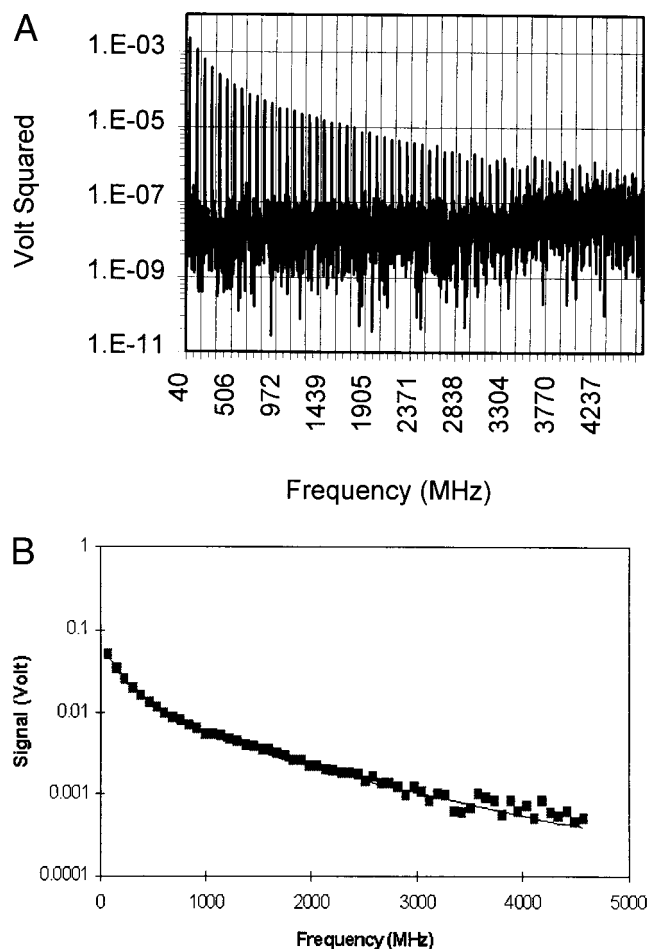 A
Volt Squared
1.E-03
1.E-05
1.E-07
1.E-09
1.E-11
40
506
972
1439
1905
2371
2838
3304
3770
4237
Frequency (MHz)
B
Signal (Volt)
1
0.1
0.01
0.001
0.0001
0
1000
2000
3000
4000
5000
Frequency (MHz)